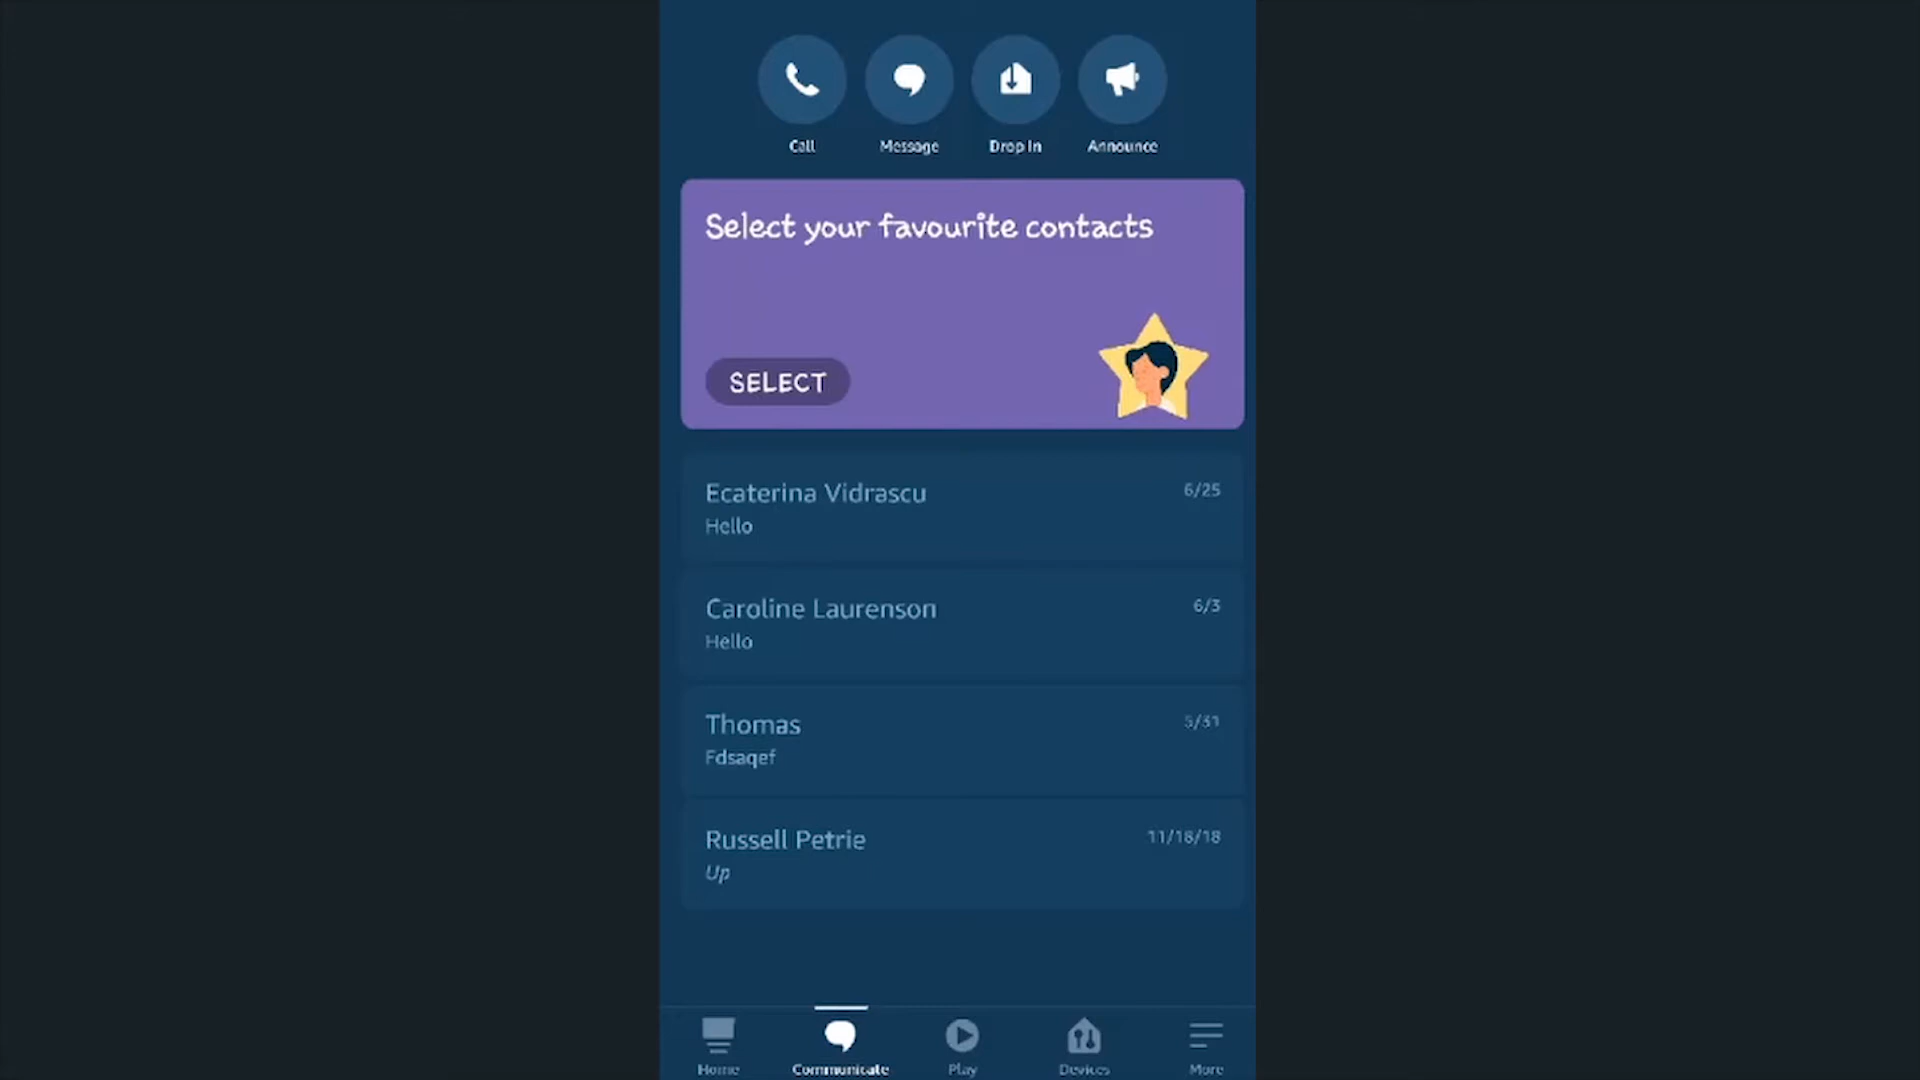 Call Message Drop In Announce
Select your favourite contacts
SELECT
Ecaterina Vidrascu 6/25
Hello
Caroline Laurenson 6/3
Hello
Thomas 5/31
Fdsaqef
Russell Petrie 11/18/18
Up
Home Communicate Play Devices More